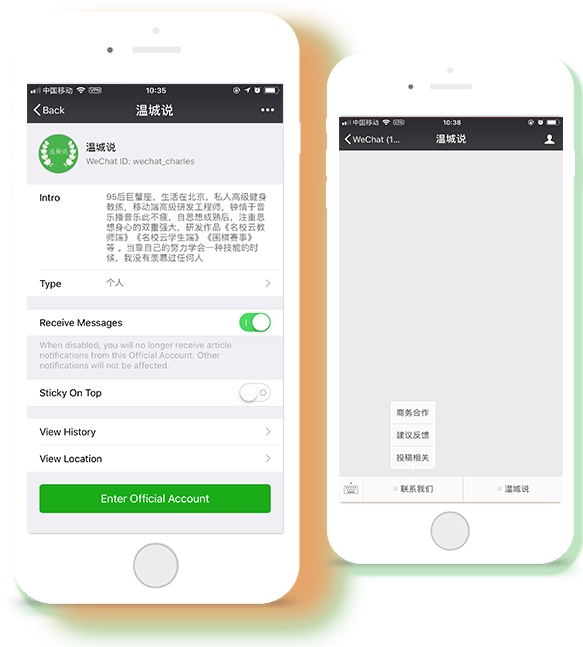 中国移动 VPN 10:35
Back 温城说
温城说
温城说
WeChat ID: wechat_charles
Intro
95后巨蟹座，生活在北京，私人高级健身
教练，移动端高级研发工程师，钟情于音
乐播音乐此不疲，自思想成熟后，注重思
想身心的双重强大，研发作品《名校云教
师端》《名校云学生端》《围棋赛事》
等 。当靠自己的努力学会一种技能的时
候，我没有羡慕过任何人
Type 个人
Receive Messages
When disabled, you will no longer receive article
notifications from this Official Account. Other
notifications will not be affected.
Sticky On Top
View History
View Location
Enter Official Account
中国移动 VPN 10:38
WeChat (1... 温城说
商务合作
建议反馈
投稿相关
联系我们 温城说